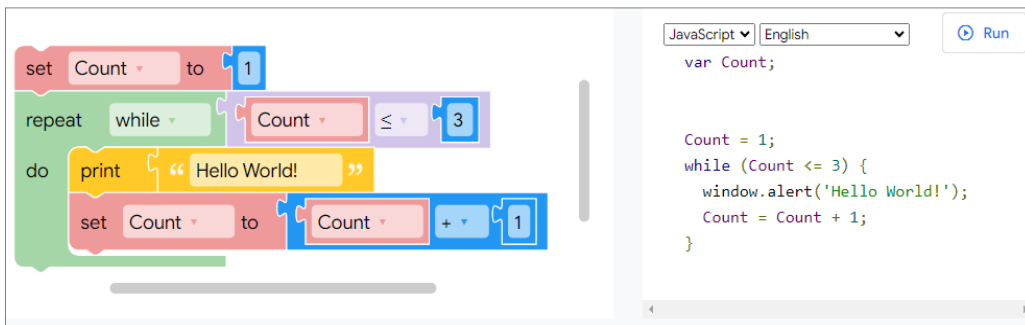 set Count to 1
repeat while Count ≤ 3
do print “ Hello World! ”
set Count to Count + 1
JavaScript English Run
var Count;
Count = 1;
while (Count <= 3) {
window.alert('Hello World!');
Count = Count + 1;
}